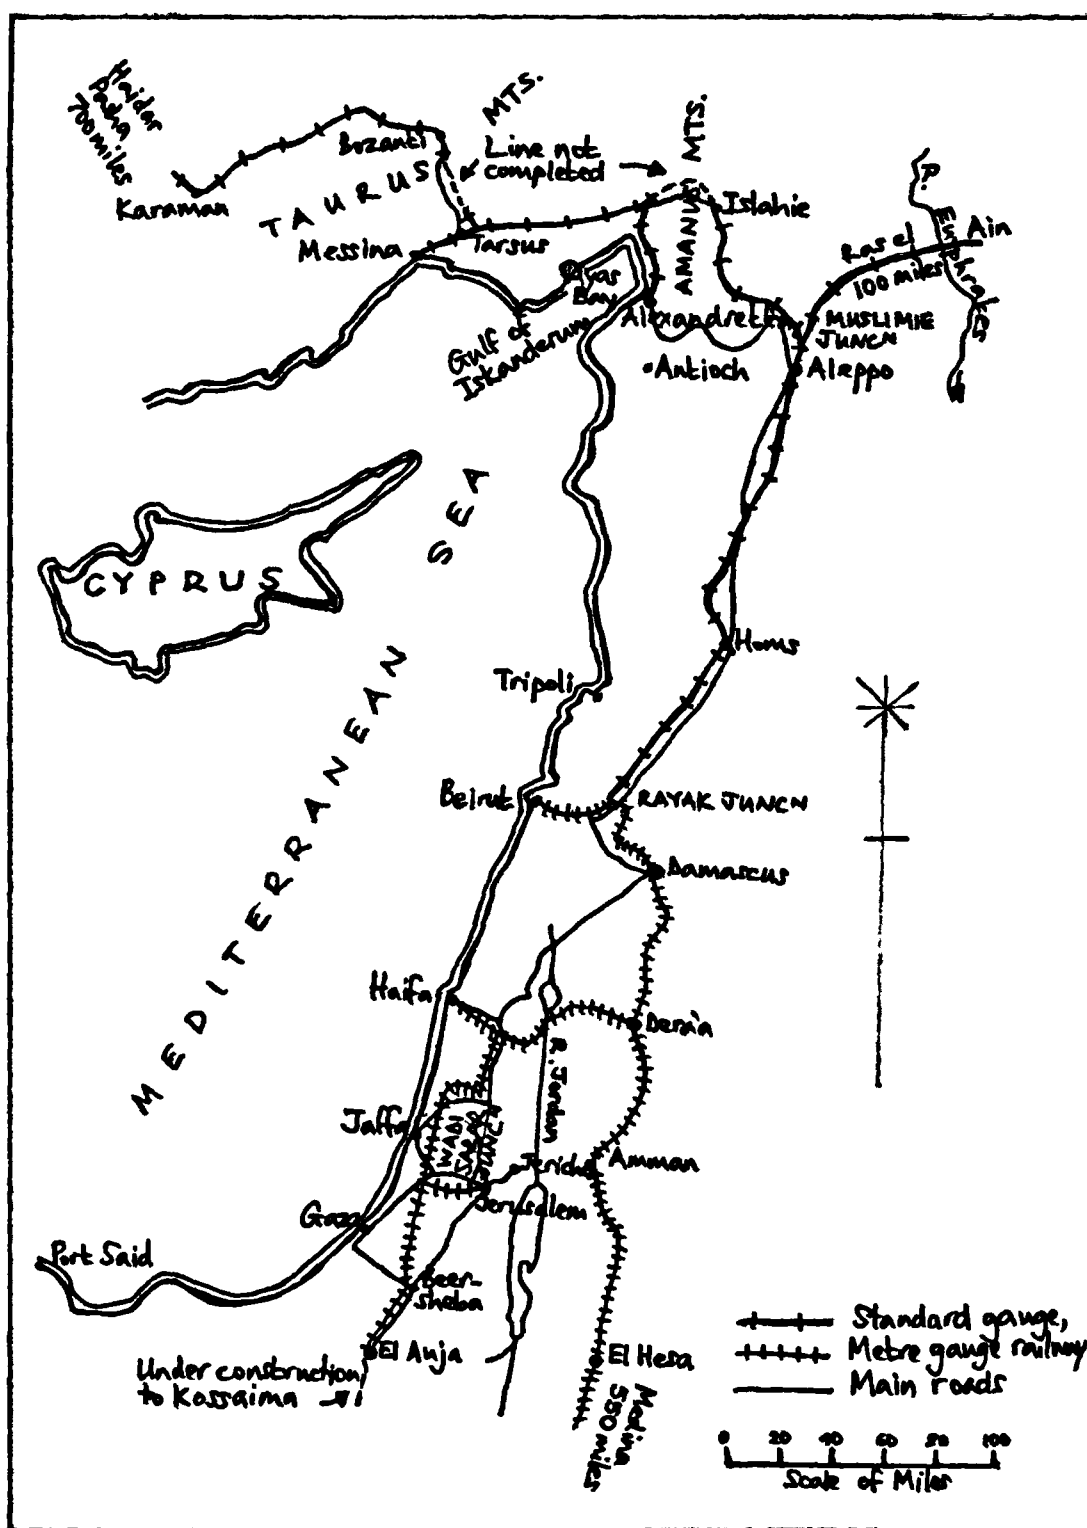 Haidar
Pasha
700 miles
Karaman
Bozanti
TAURUS
MTS.
Line not
completed
AMANUS MTS.
Islahie
Messina
Tarsus
Ayas
Bay
Gulf of
Iskanderum
Alexandretta
Antioch
MUSLIMIE
JUNCN
Aleppo
Ras el Ain
100 miles
R. Euphrates
CYPRUS
MEDITERRANEAN SEA
Homs
Tripoli
Beirut
RAYAK JUNCN
Damascus
Haifa
Dera'a
R. Jordan
Jaffa
WADI
SARAR
JUNCN
Jericho
Amman
Jerusalem
Gaza
Port Said
Beer-
sheba
El Auja
Under construction
to Kossaima
El Hesa
Medina
550 miles
Standard gauge,
Metre gauge railway
Main roads
0 20 40 60 80 100
Scale of Miles